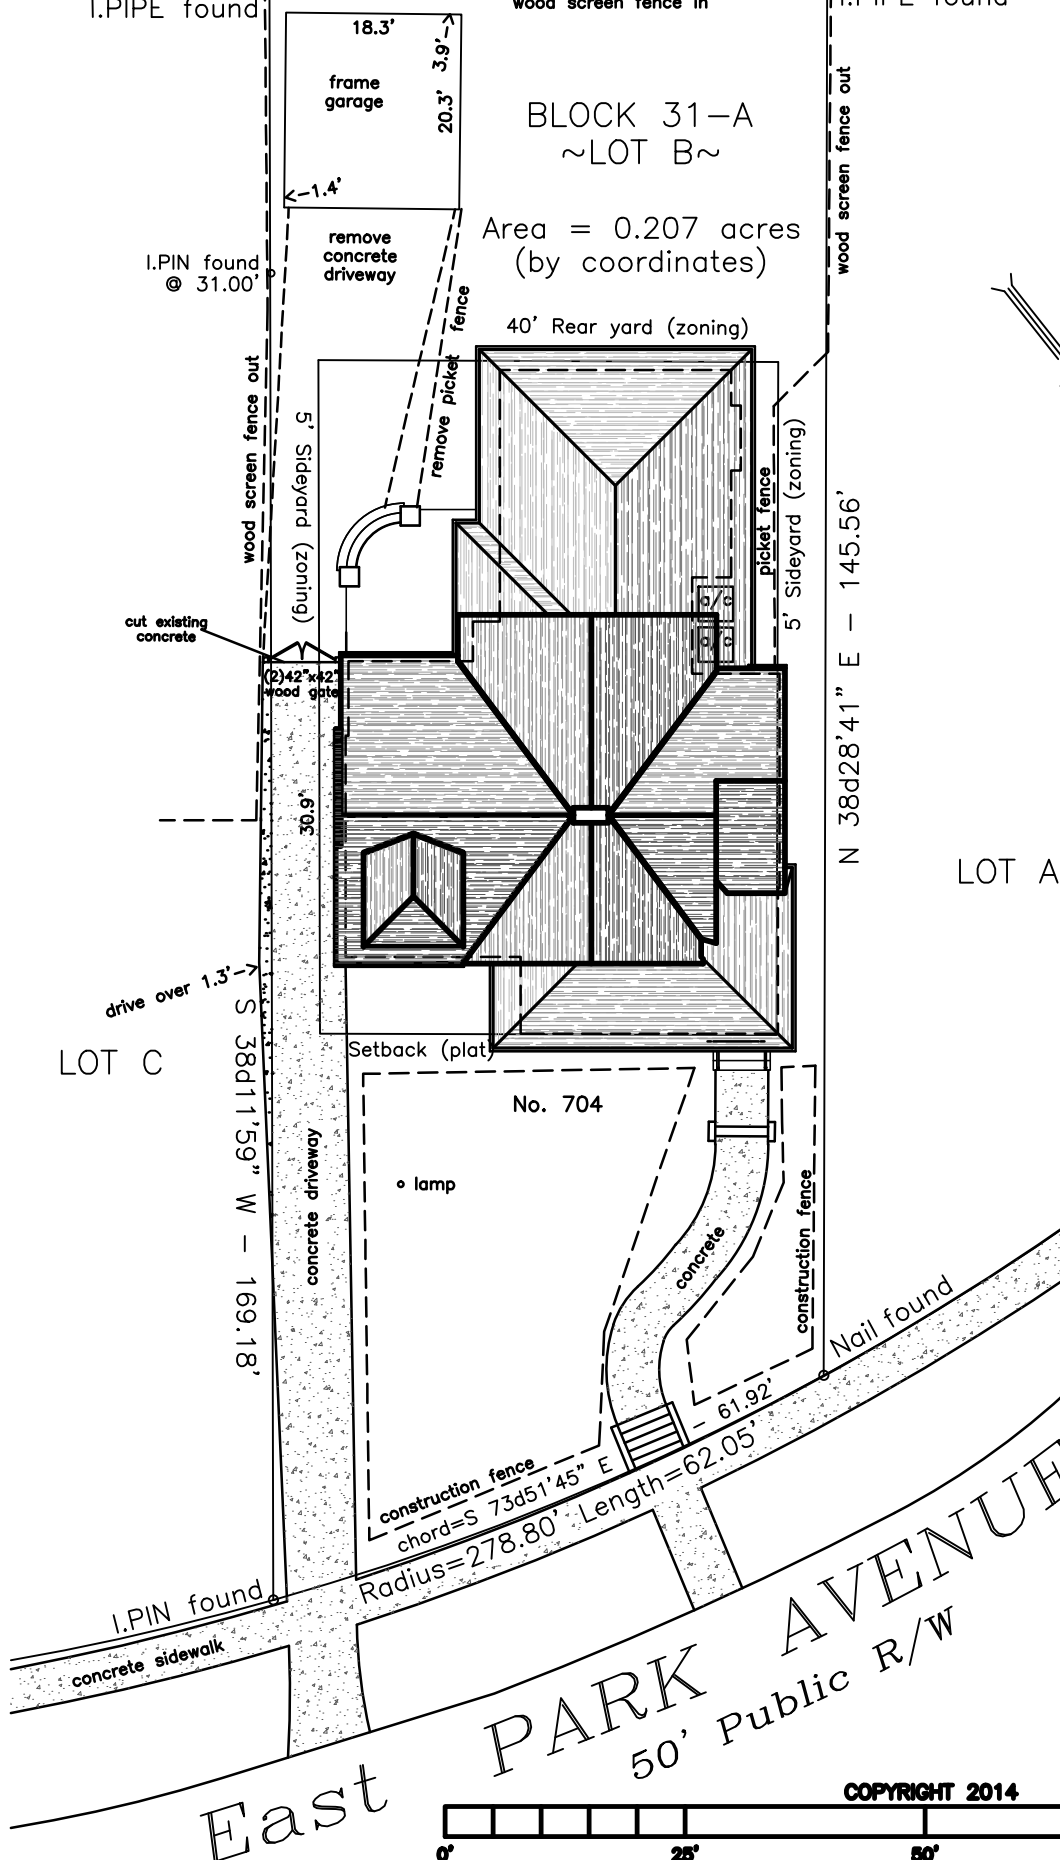 I.PIPE found
wood screen fence in
I.PIPE found
18.3'
3.9'
frame
garage
20.3'
1.4'
BLOCK 31-A
~LOT B~
wood screen fence out
Area = 0.207 acres
(by coordinates)
remove
concrete
driveway
I.PIN found
@ 31.00'
remove picket fence
40' Rear yard (zoning)
wood screen fence out
5' Sideyard (zoning)
picket fence
5' Sideyard (zoning)
N 38d28'41" E - 145.56'
a/c
a/c
cut existing
concrete
(2)42"x42"
wood gate
30.9'
LOT A
drive over 1.3'
S 38d11'59" W - 169.18'
LOT C
Setback (plat)
No. 704
lamp
concrete driveway
concrete
construction fence
Nail found
61.92'
construction fence
chord=S 73d51'45" E -
Radius=278.80' Length=62.05'
I.PIN found
concrete sidewalk
East PARK AVENUE
50' Public R/W
COPYRIGHT 2014
0' 25' 50'